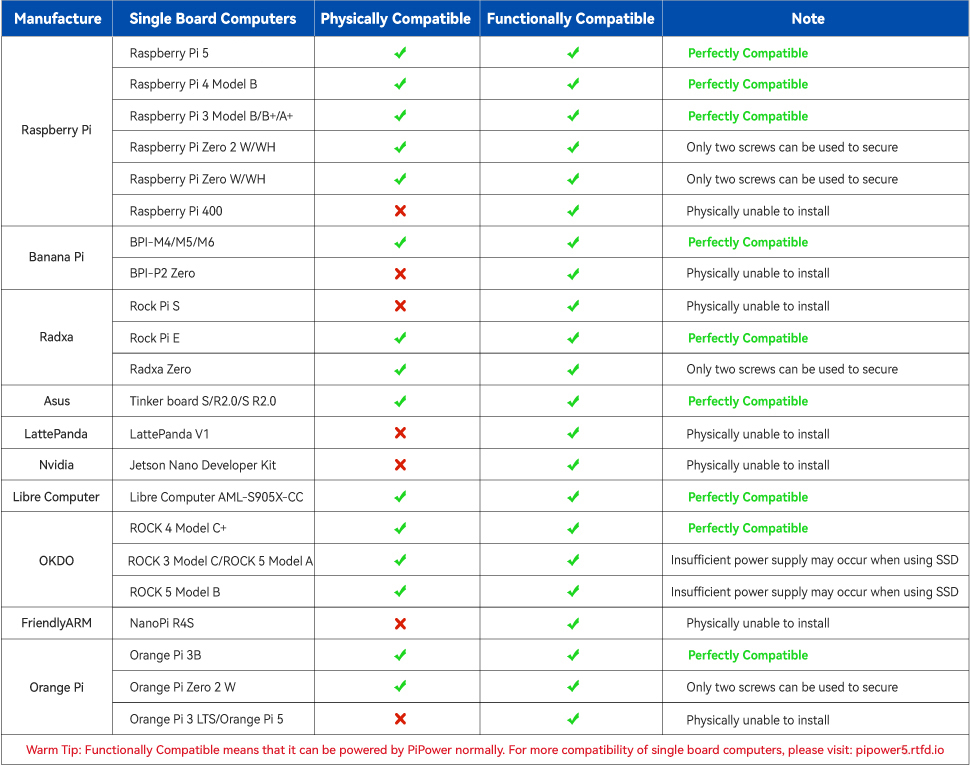 Manufacture Single Board Computers Physically Compatible Functionally Compatible Note
Raspberry Pi
Raspberry Pi 5 Perfectly Compatible
Raspberry Pi 4 Model B Perfectly Compatible
Raspberry Pi 3 Model B/B+/A+ Perfectly Compatible
Raspberry Pi Zero 2 W/WH Only two screws can be used to secure
Raspberry Pi Zero W/WH Only two screws can be used to secure
Raspberry Pi 400 Physically unable to install
Banana Pi
BPI-M4/M5/M6 Perfectly Compatible
BPI-P2 Zero Physically unable to install
Radxa
Rock Pi S Physically unable to install
Rock Pi E Perfectly Compatible
Radxa Zero Only two screws can be used to secure
Asus Tinker board S/R2.0/S R2.0 Perfectly Compatible
LattePanda LattePanda V1 Physically unable to install
Nvidia Jetson Nano Developer Kit Physically unable to install
Libre Computer Libre Computer AML-S905X-CC Perfectly Compatible
OKDO
ROCK 4 Model C+ Perfectly Compatible
ROCK 3 Model C/ROCK 5 Model A Insufficient power supply may occur when using SSD
ROCK 5 Model B Insufficient power supply may occur when using SSD
FriendlyARM NanoPi R4S Physically unable to install
Orange Pi
Orange Pi 3B Perfectly Compatible
Orange Pi Zero 2 W Only two screws can be used to secure
Orange Pi 3 LTS/Orange Pi 5 Physically unable to install
Warm Tip: Functionally Compatible means that it can be powered by PiPower normally. For more compatibility of single board computers, please visit: pipower5.rtfd.io